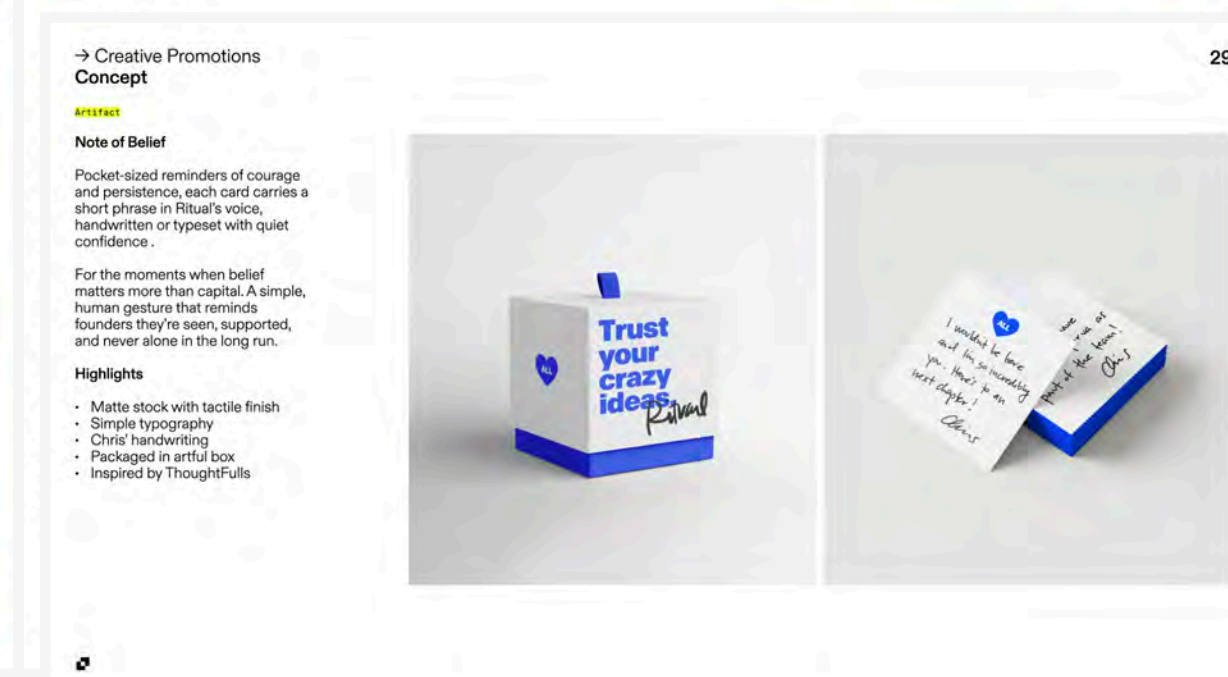 → Creative Promotions
Concept
29
Artifact
Note of Belief
Pocket-sized reminders of courage
and persistence, each card carries a
short phrase in Ritual's voice,
handwritten or typeset with quiet
confidence .
For the moments when belief
matters more than capital. A simple,
human gesture that reminds
founders they're seen, supported,
and never alone in the long run.
Highlights
• Matte stock with tactile finish
• Simple typography
• Chris' handwriting
• Packaged in artful box
• Inspired by ThoughtFulls
ALL
Trust
your
crazy
ideas.
Ritual
ALL
I wouldn't be here
and I'm so incredibly
you. Here's to an
next chapter!
Chris
as
part of the team!
Chris